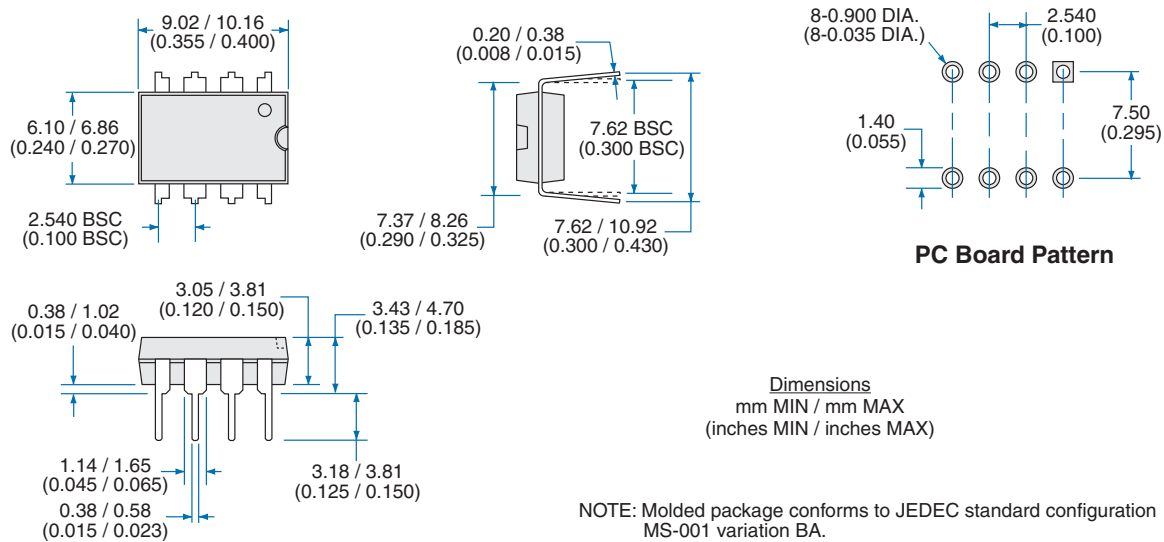 9.02 / 10.16
(0.355 / 0.400)
6.10 / 6.86
(0.240 / 0.270)
2.540 BSC
(0.100 BSC)
0.20 / 0.38
(0.008 / 0.015)
7.62 BSC
(0.300 BSC)
7.37 / 8.26
(0.290 / 0.325)
7.62 / 10.92
(0.300 / 0.430)
8-0.900 DIA.
(8-0.035 DIA.)
2.540
(0.100)
1.40
(0.055)
7.50
(0.295)
PC Board Pattern
0.38 / 1.02
(0.015 / 0.040)
3.05 / 3.81
(0.120 / 0.150)
3.43 / 4.70
(0.135 / 0.185)
1.14 / 1.65
(0.045 / 0.065)
0.38 / 0.58
(0.015 / 0.023)
3.18 / 3.81
(0.125 / 0.150)
Dimensions
mm MIN / mm MAX
(inches MIN / inches MAX)
NOTE: Molded package conforms to JEDEC standard configuration
MS-001 variation BA.